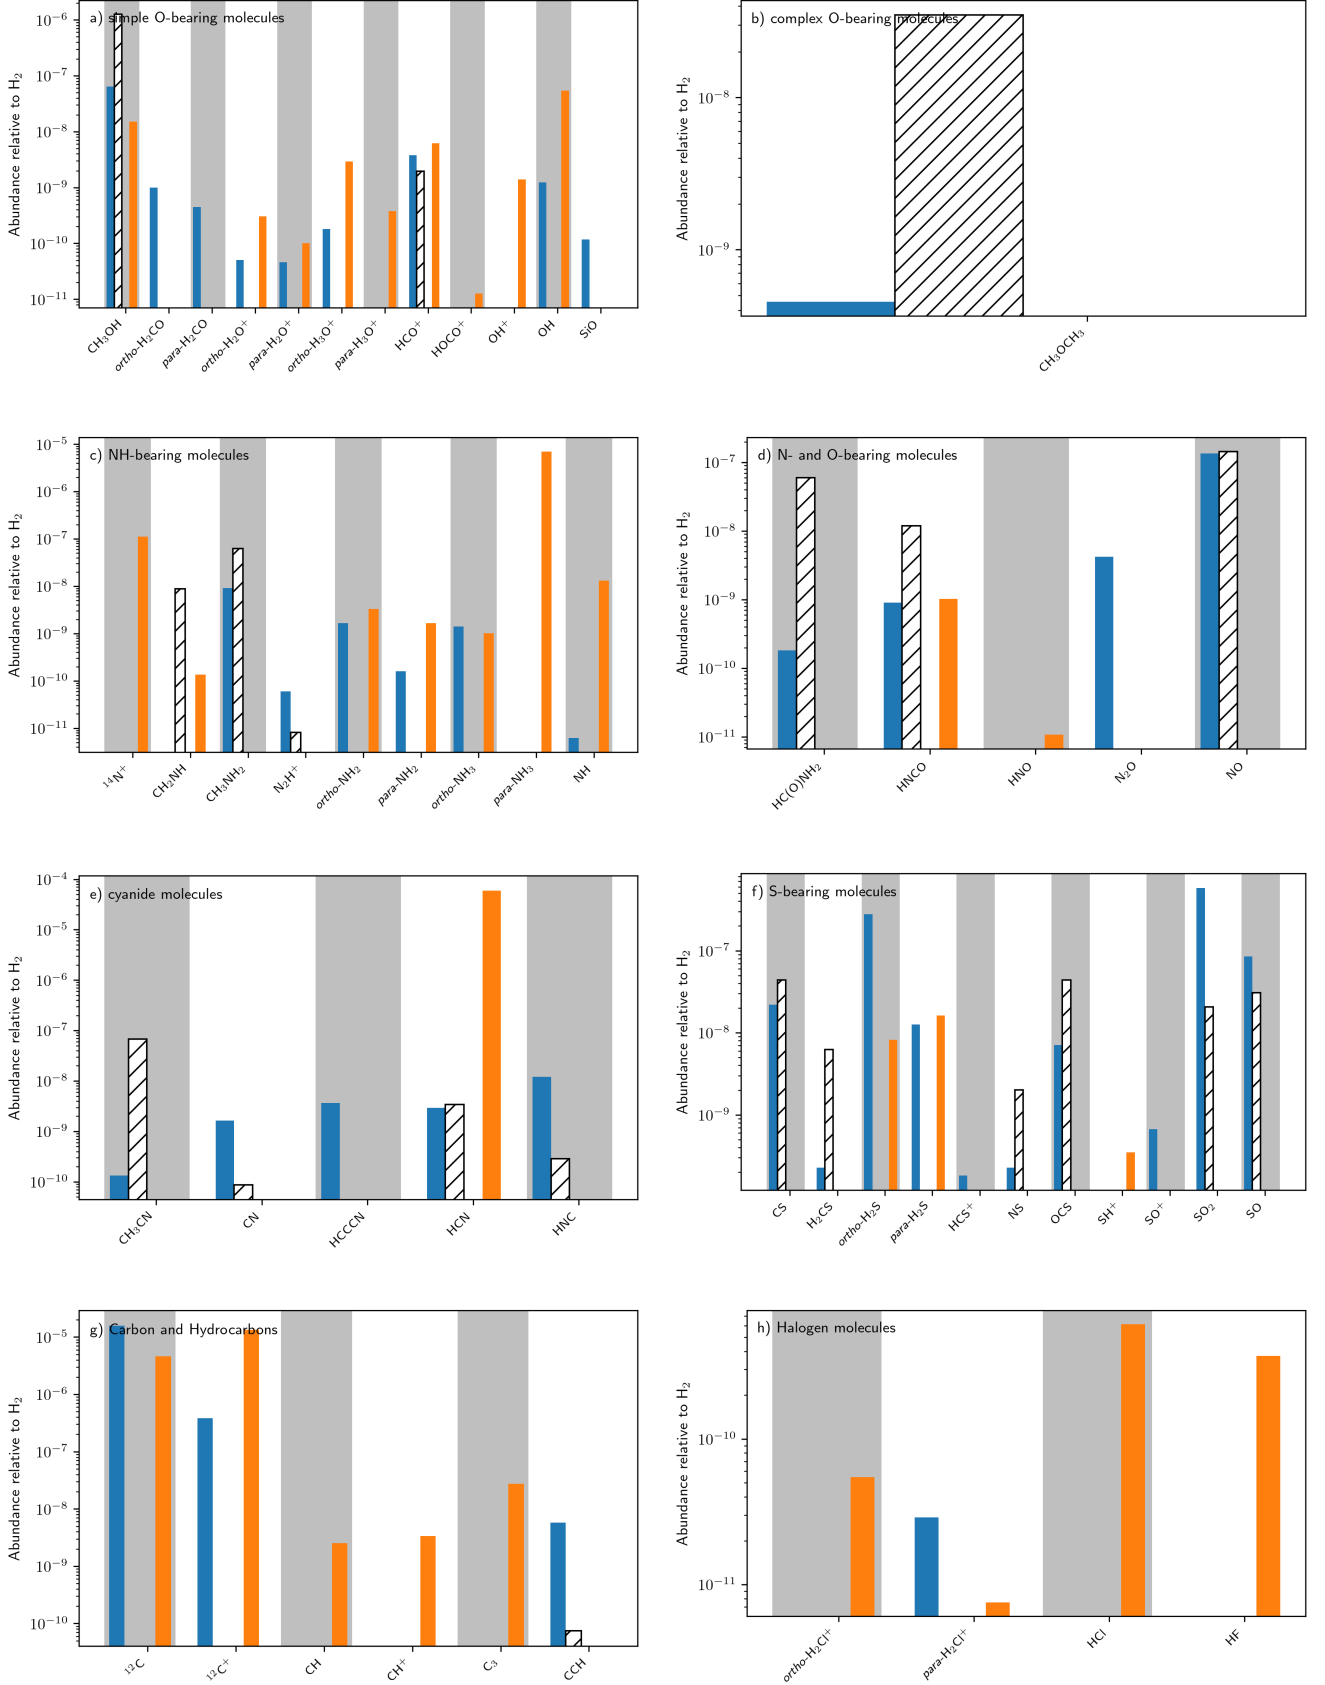 a) simple O-bearing molecules
Abundance relative to H₂
10⁻⁶
10⁻⁷
10⁻⁸
10⁻⁹
10⁻¹⁰
10⁻¹¹
CH₃OH
ortho-H₂CO
para-H₂CO
ortho-H₂O⁺
para-H₂O⁺
ortho-H₃O⁺
para-H₃O⁺
HCO⁺
HOCO⁺
OH⁺
OH
SiO
b) complex O-bearing molecules
Abundance relative to H₂
10⁻⁸
10⁻⁹
CH₃OCH₃
c) NH-bearing molecules
Abundance relative to H₂
10⁻⁵
10⁻⁶
10⁻⁷
10⁻⁸
10⁻⁹
10⁻¹⁰
10⁻¹¹
¹⁴N⁺
CH₂NH
CH₃NH₂
N₂H⁺
ortho-NH₂
para-NH₂
ortho-NH₃
para-NH₃
NH
d) N- and O-bearing molecules
Abundance relative to H₂
10⁻⁷
10⁻⁸
10⁻⁹
10⁻¹⁰
10⁻¹¹
HC(O)NH₂
HNCO
HNO
N₂O
NO
e) cyanide molecules
Abundance relative to H₂
10⁻⁴
10⁻⁵
10⁻⁶
10⁻⁷
10⁻⁸
10⁻⁹
10⁻¹⁰
CH₃CN
CN
HCCCN
HCN
HNC
f) S-bearing molecules
Abundance relative to H₂
10⁻⁷
10⁻⁸
10⁻⁹
CS
H₂CS
ortho-H₂S
para-H₂S
HCS⁺
NS
OCS
SH⁺
SO⁺
SO₂
SO
g) Carbon and Hydrocarbons
Abundance relative to H₂
10⁻⁵
10⁻⁶
10⁻⁷
10⁻⁸
10⁻⁹
10⁻¹⁰
¹²C
¹²C⁺
CH
CH⁺
C₃
CCH
h) Halogen molecules
Abundance relative to H₂
10⁻¹⁰
10⁻¹¹
ortho-H₂Cl⁺
para-H₂Cl⁺
HCl
HF